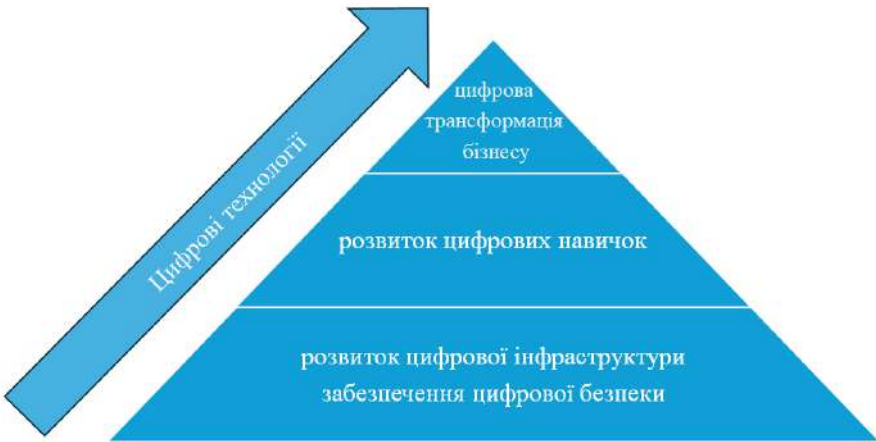 Цифрові технології
цифрова
трансформація
бізнесу
розвиток цифрових навичок
розвиток цифрової інфраструктури
забезпечення цифрової безпеки